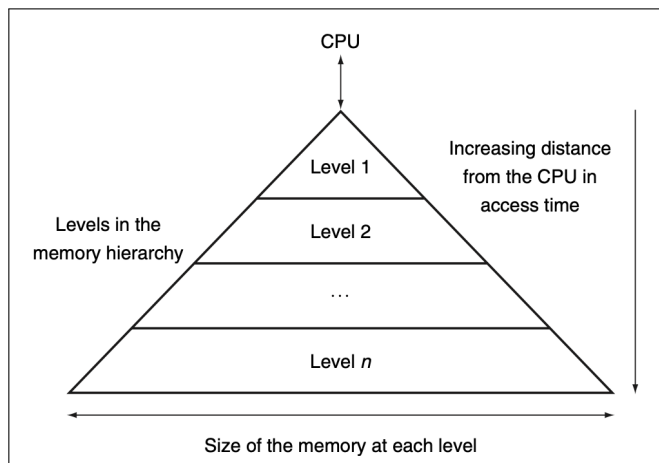 CPU
Level 1
Increasing distance
from the CPU in
access time
Levels in the
memory hierarchy
Level 2
...
Level n
Size of the memory at each level